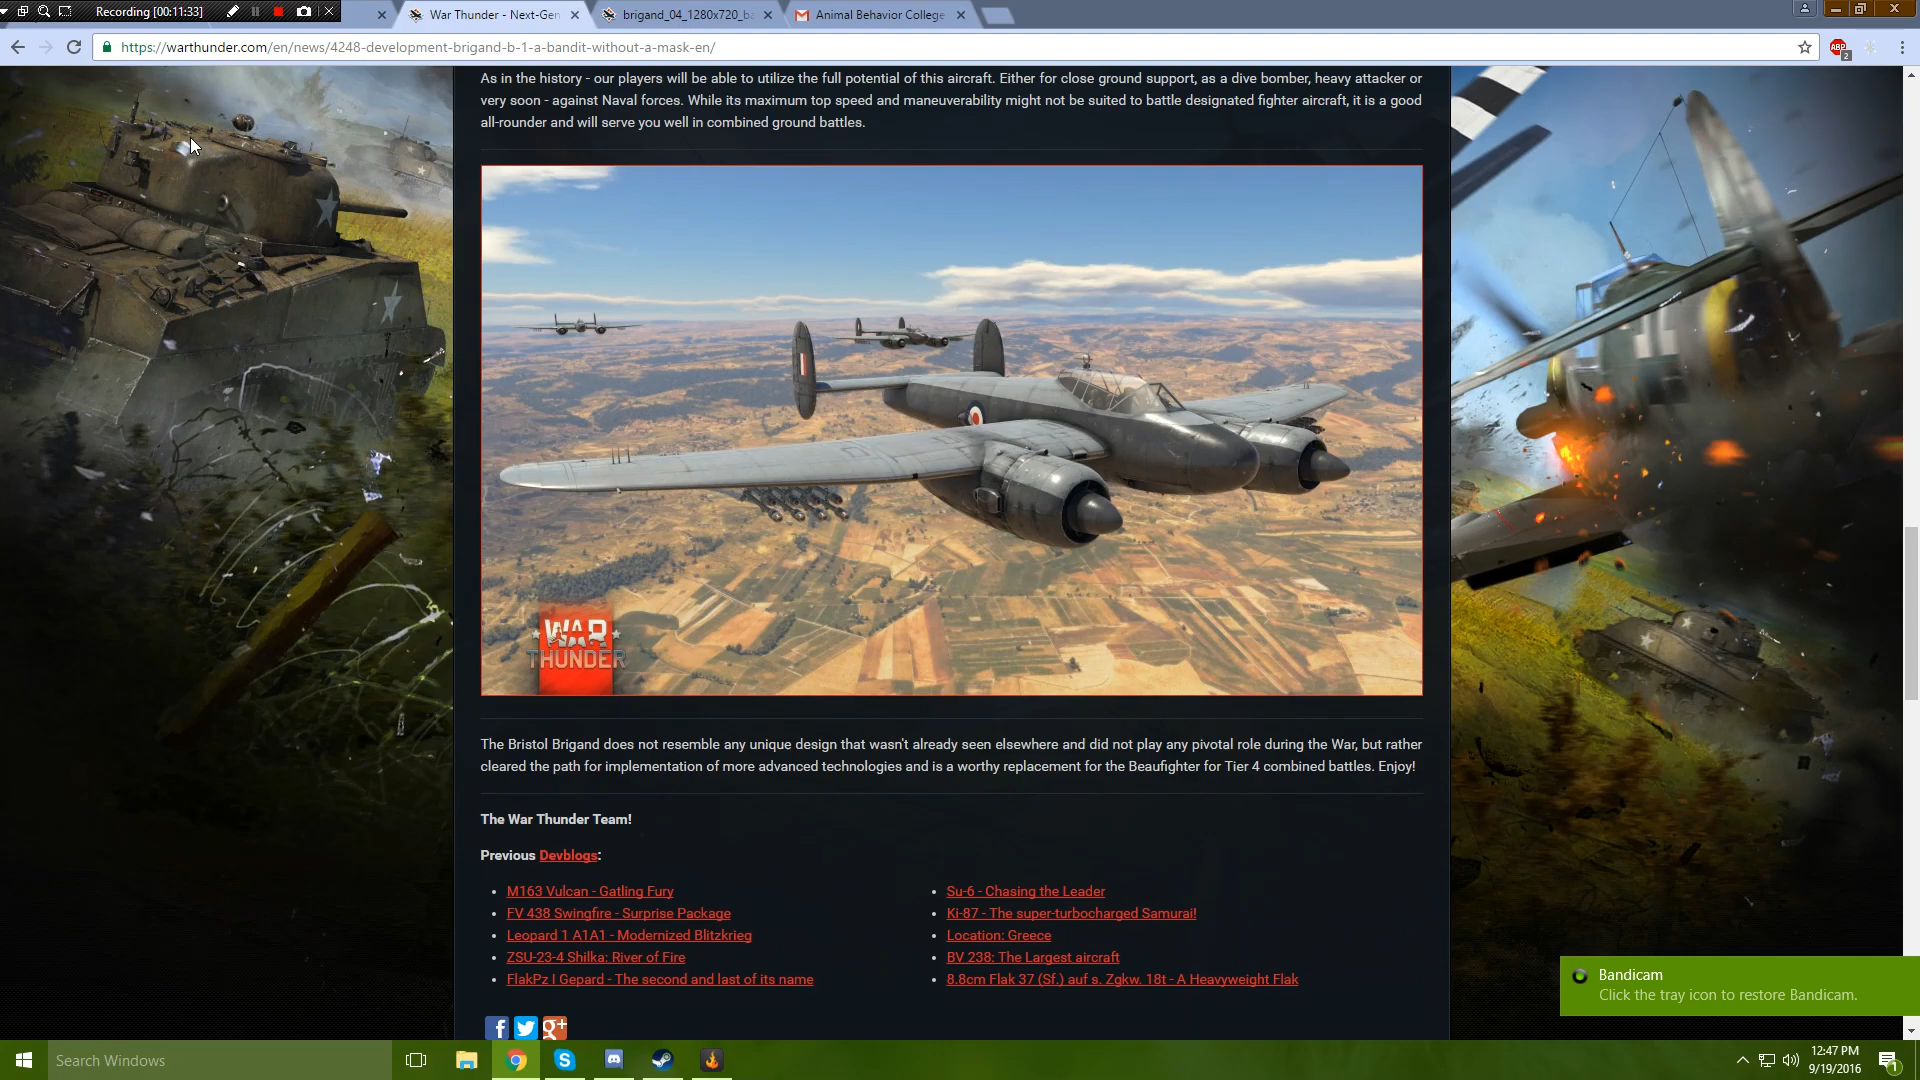 Recording [00:11:33]
War Thunder - Next-Gen
brigand_04_1280x720_ba
Animal Behavior College
https://warthunder.com/en/news/4248-development-brigand-b-1-a-bandit-without-a-mask-en/
ABP
2
As in the history - our players will be able to utilize the full potential of this aircraft. Either for close ground support, as a dive bomber, heavy attacker or
very soon - against Naval forces. While its maximum top speed and maneuverability might not be suited to battle designated fighter aircraft, it is a good
all-rounder and will serve you well in combined ground battles.
WAR
THUNDER
The Bristol Brigand does not resemble any unique design that wasn't already seen elsewhere and did not play any pivotal role during the War, but rather
cleared the path for implementation of more advanced technologies and is a worthy replacement for the Beaufighter for Tier 4 combined battles. Enjoy!
The War Thunder Team!
Previous Devblogs:
M163 Vulcan - Gatling Fury
FV 438 Swingfire - Surprise Package
Leopard 1 A1A1 - Modernized Blitzkrieg
ZSU-23-4 Shilka: River of Fire
FlakPz I Gepard - The second and last of its name
Su-6 - Chasing the Leader
Ki-87 - The super-turbocharged Samurai!
Location: Greece
BV 238: The Largest aircraft
8.8cm Flak 37 (Sf.) auf s. Zgkw. 18t - A Heavyweight Flak
Bandicam
Click the tray icon to restore Bandicam.
f
g+
Search Windows
12:47 PM
9/19/2016
1